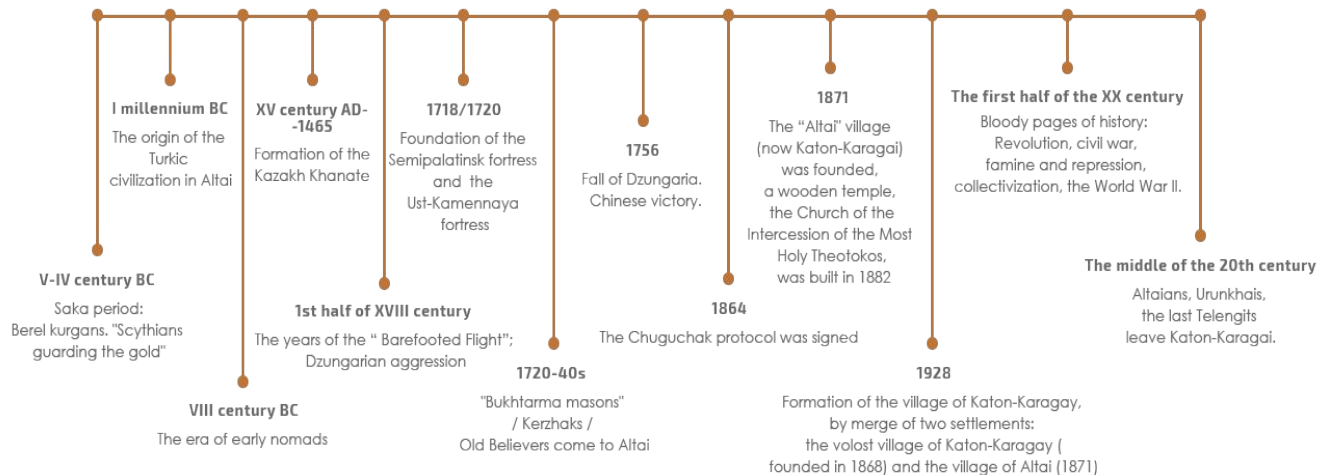 V-IV century BC
Saka period:
Berel kurgans. "Scythians
guarding the gold"
I millennium BC
The origin of the
Turkic
civilization in Altai
VIII century BC
The era of early nomads
XV century AD-
-1465
Formation of the
Kazakh Khanate
1st half of XVIII century
The years of the “ Barefooted Flight”;
Dzungarian aggression
1718/1720
Foundation of the
Semipalatinsk fortress
and the
Ust-Kamennaya
fortress
1720-40s
"Bukhtarma masons"
/ Kerzhaks /
Old Believers come to Altai
1756
Fall of Dzungaria.
Chinese victory.
1864
The Chuguchak protocol was signed
1871
The “Altai” village
(now Katon-Karagai)
was founded,
a wooden temple,
the Church of the
Intercession of the Most
Holy Theotokos,
was built in 1882
1928
Formation of the village of Katon-Karagay,
by merge of two settlements:
the volost village of Katon-Karagay (
founded in 1868) and the village of Altai (1871)
The first half of the XX century
Bloody pages of history:
Revolution, civil war,
famine and repression,
collectivization, the World War II.
The middle of the 20th century
Altaians, Urunkhais,
the last Telengits
leave Katon-Karagai.